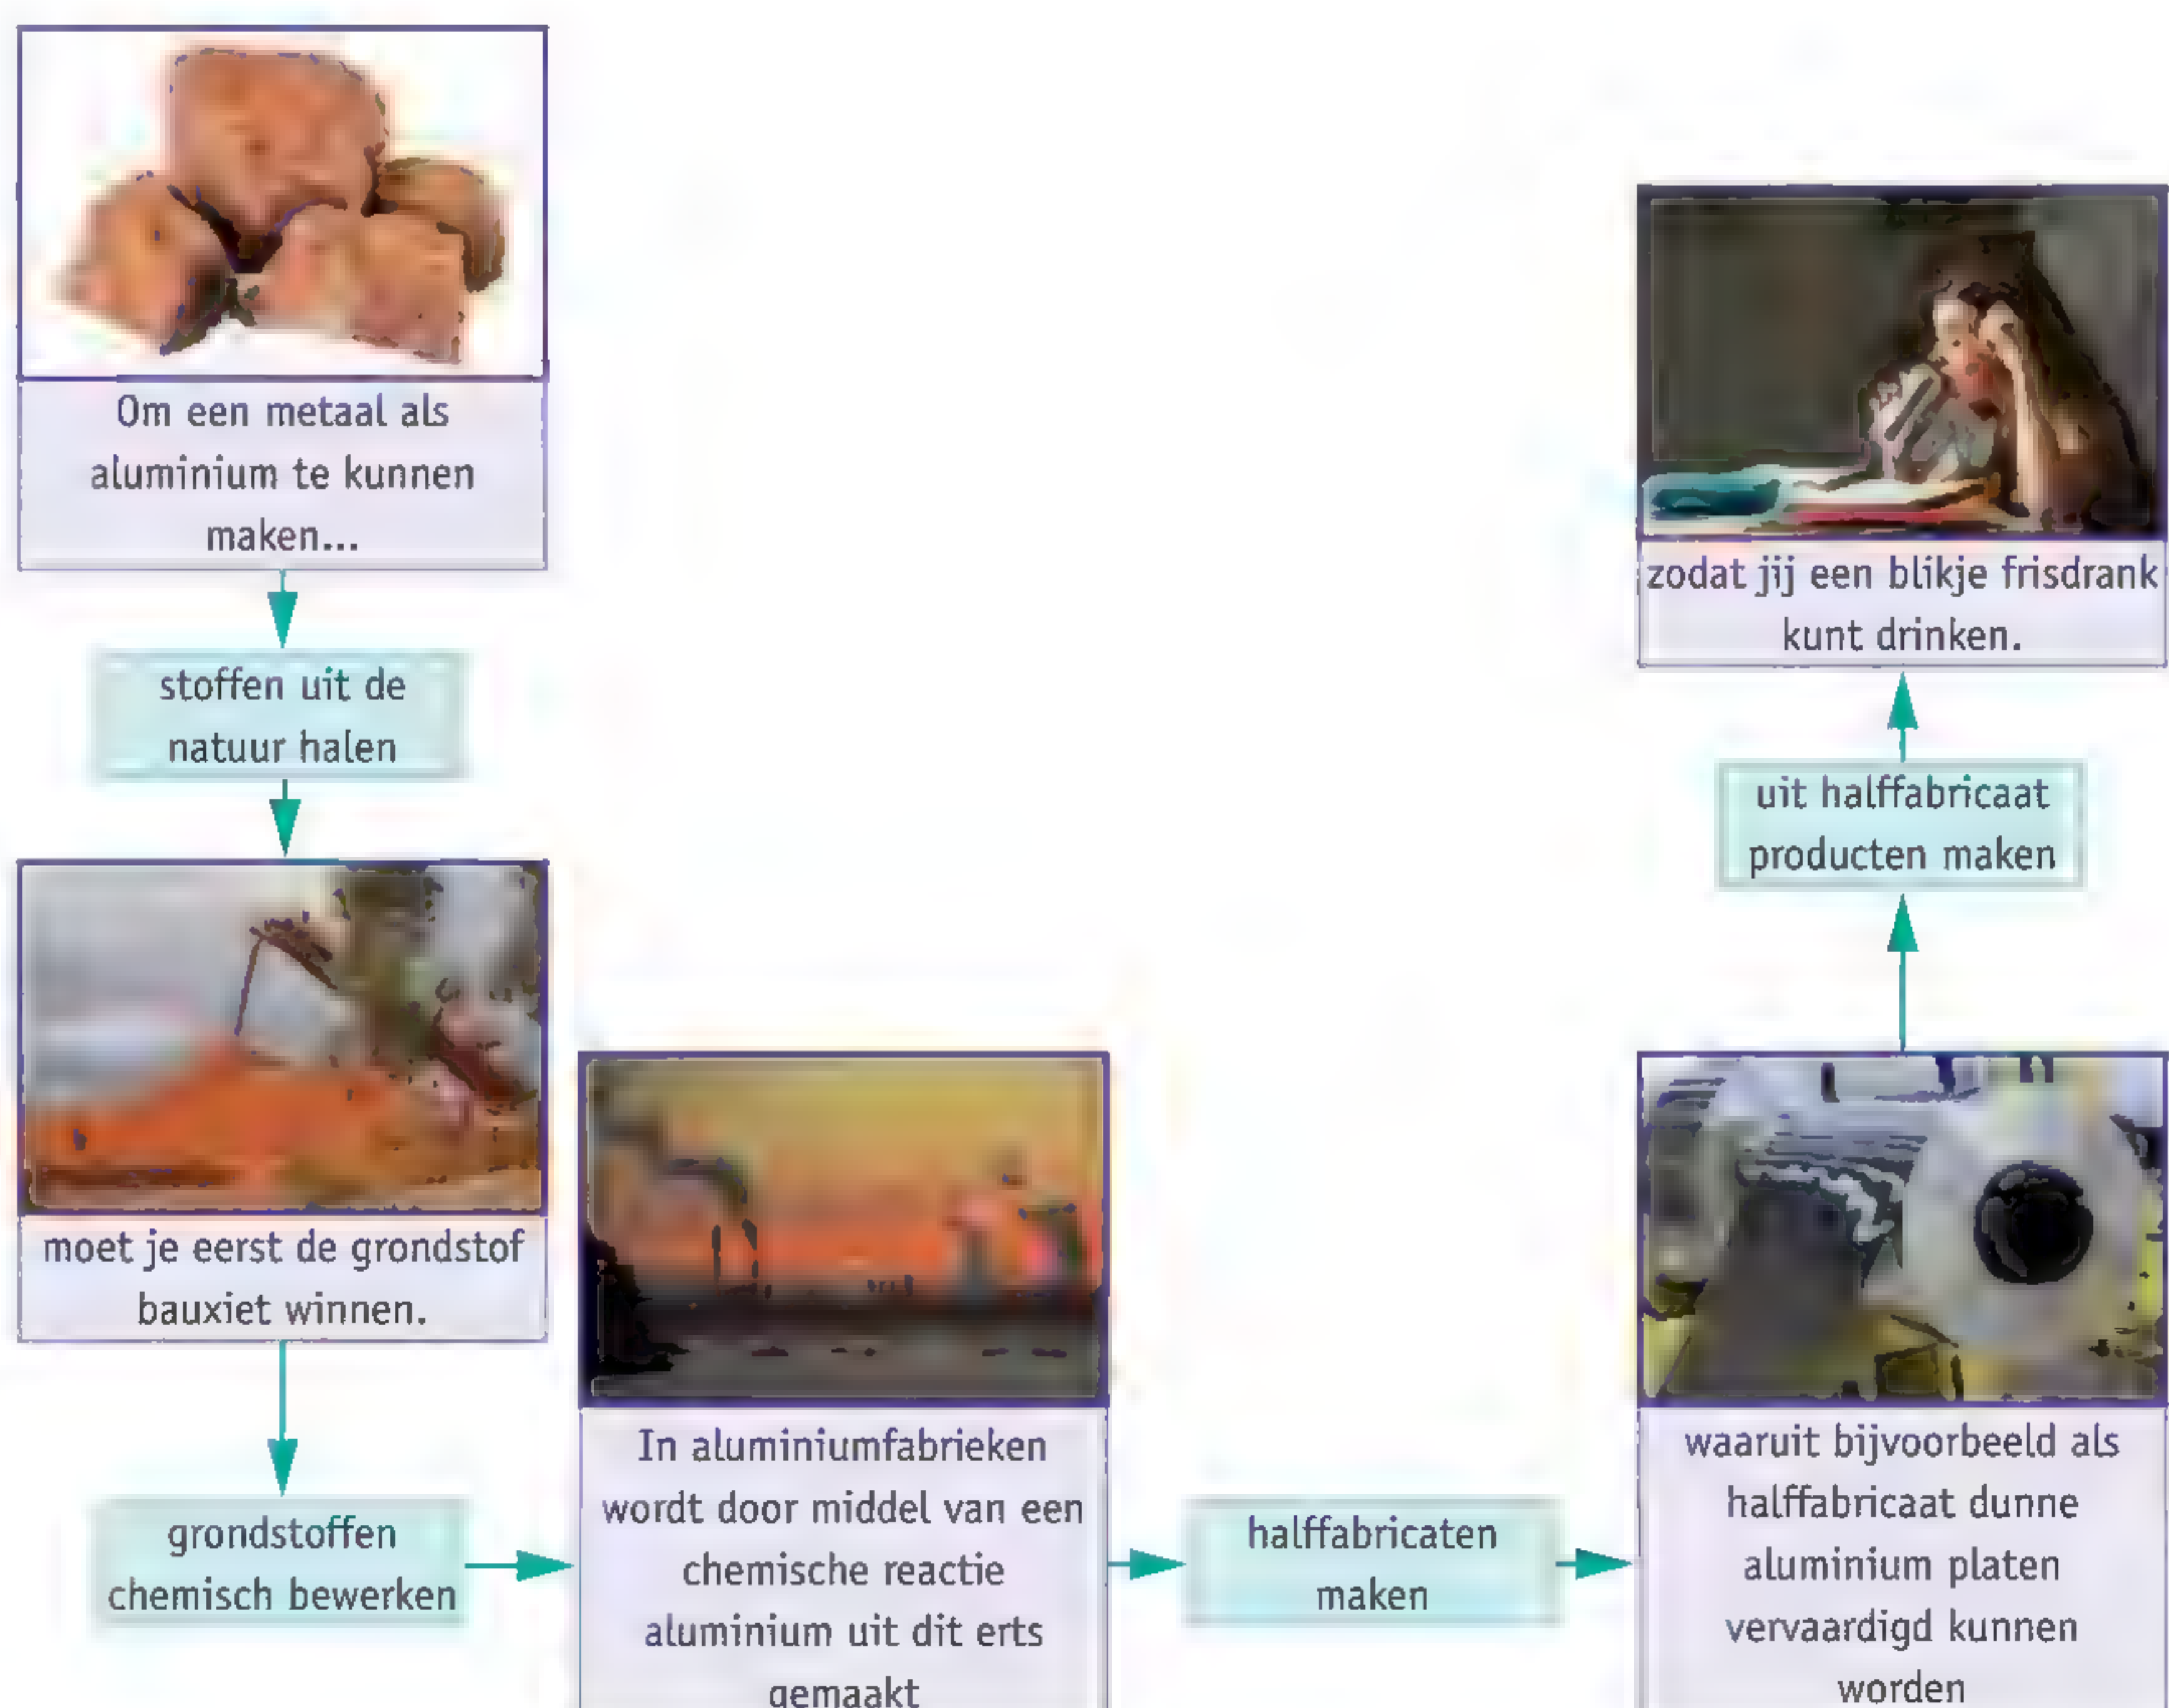 Om een metaal als
aluminium te kunnen
maken...
stoffen uit de
natuur halen
moet je eerst de grondstof
bauxiet winnen.
grondstoffen
chemisch bewerken
In aluminiumfabrieken
wordt door middel van een
chemische reactie
aluminium uit dit erts
gemaakt
halffabricaten
maken
waaruit bijvoorbeeld als
halffabricaat dunne
aluminium platen
vervaardigd kunnen
worden
uit halffabricaat
producten maken
zodat jij een blikje frisdrank
kunt drinken.